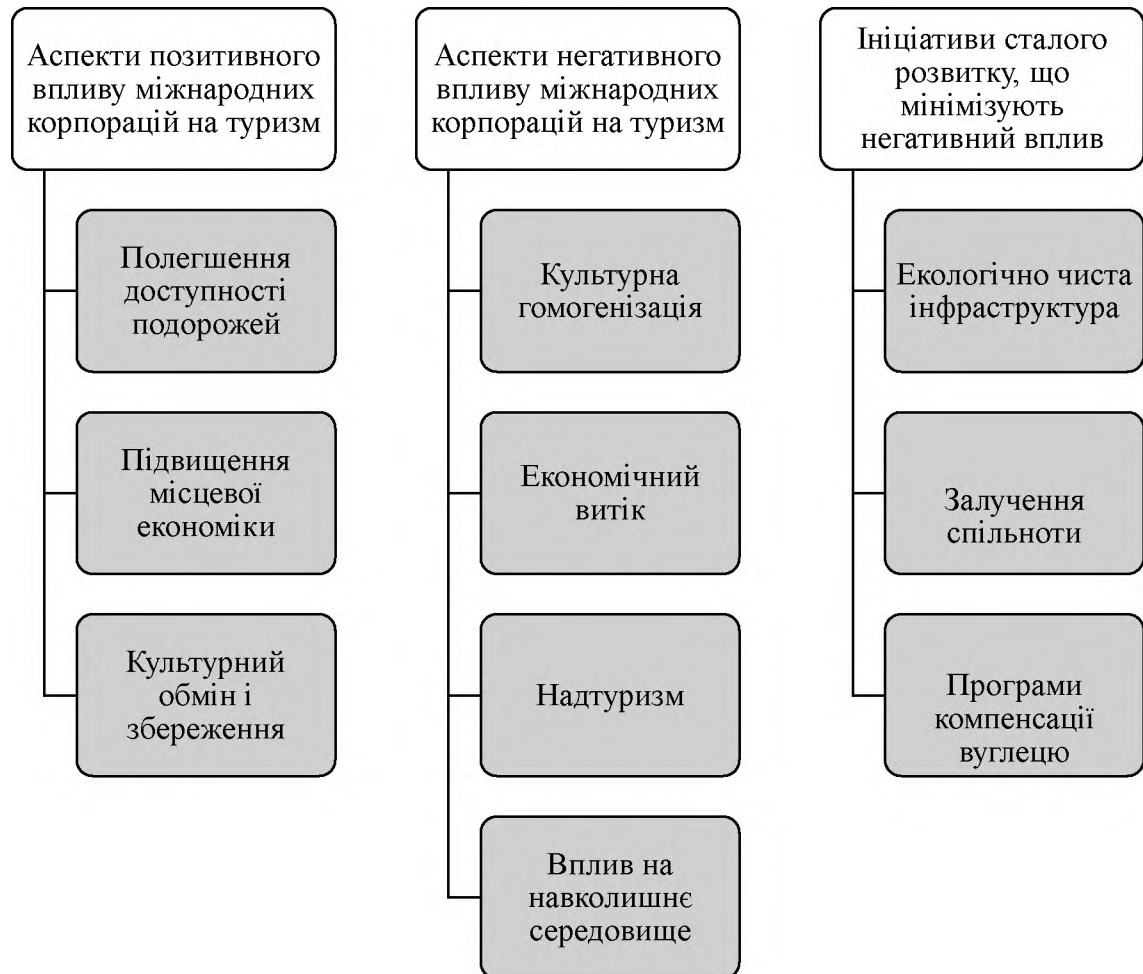 Аспекти позитивного
впливу міжнародних
корпорацій на туризм
Полегшення
доступності
подорожей
Підвищення
місцевої
економіки
Культурний
обмін і
збереження
Аспекти негативного
впливу міжнародних
корпорацій на туризм
Культурна
гомогенізація
Економічний
витік
Надтуризм
Вплив на
навколишнє
середовище
Ініціативи сталого
розвитку, що
мінімізують
негативний вплив
Екологічно чиста
інфраструктура
Залучення
спільноти
Програми
компенсації
вуглецю